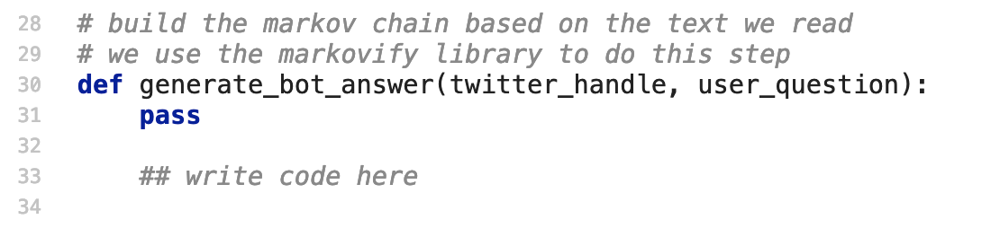 28 # build the markov chain based on the text we read
29 # we use the markovify library to do this step
30 def generate_bot_answer(twitter_handle, user_question):
31 pass
32
33 ## write code here
34